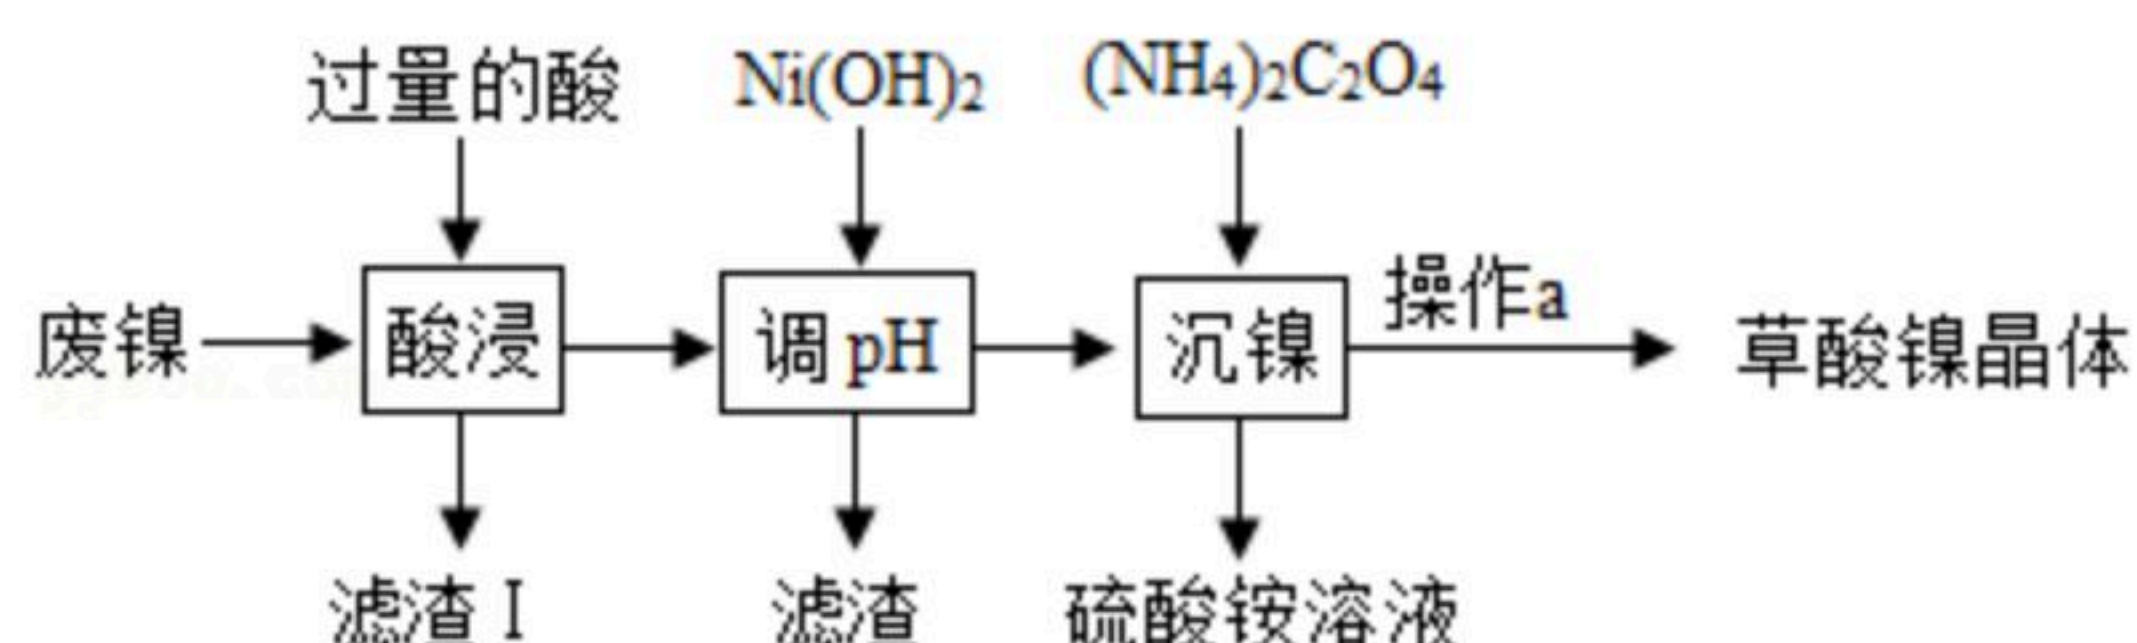 过量的酸
Ni(OH)2
(NH4)2C2O4
废镍
酸浸
调pH
沉镍
操作a
草酸镍晶体
滤渣I
滤渣
硫酸铵溶液